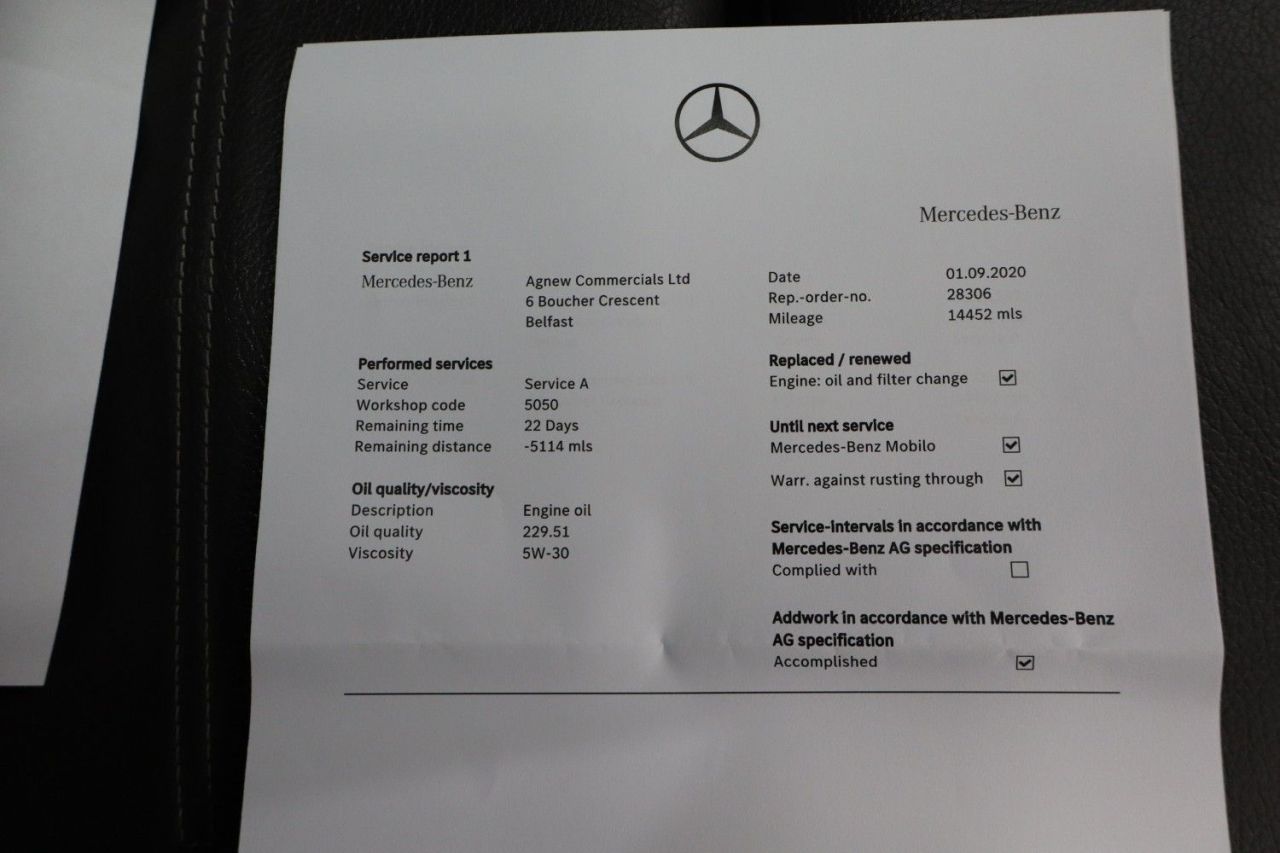 Mercedes-Benz
Service report 1
Mercedes-Benz
Agnew Commercials Ltd
6 Boucher Crescent
Belfast
Date 01.09.2020
Rep.-order-no. 28306
Mileage 14452 mls
Performed services
Service Service A
Workshop code 5050
Remaining time 22 Days
Remaining distance -5114 mls
Oil quality/viscosity
Description Engine oil
Oil quality 229.51
Viscosity 5W-30
Replaced / renewed
Engine: oil and filter change ☑
Until next service
Mercedes-Benz Mobilo ☑
Warr. against rusting through ☑
Service-intervals in accordance with
Mercedes-Benz AG specification
Complied with ☐
Addwork in accordance with Mercedes-Benz
AG specification
Accomplished ☑